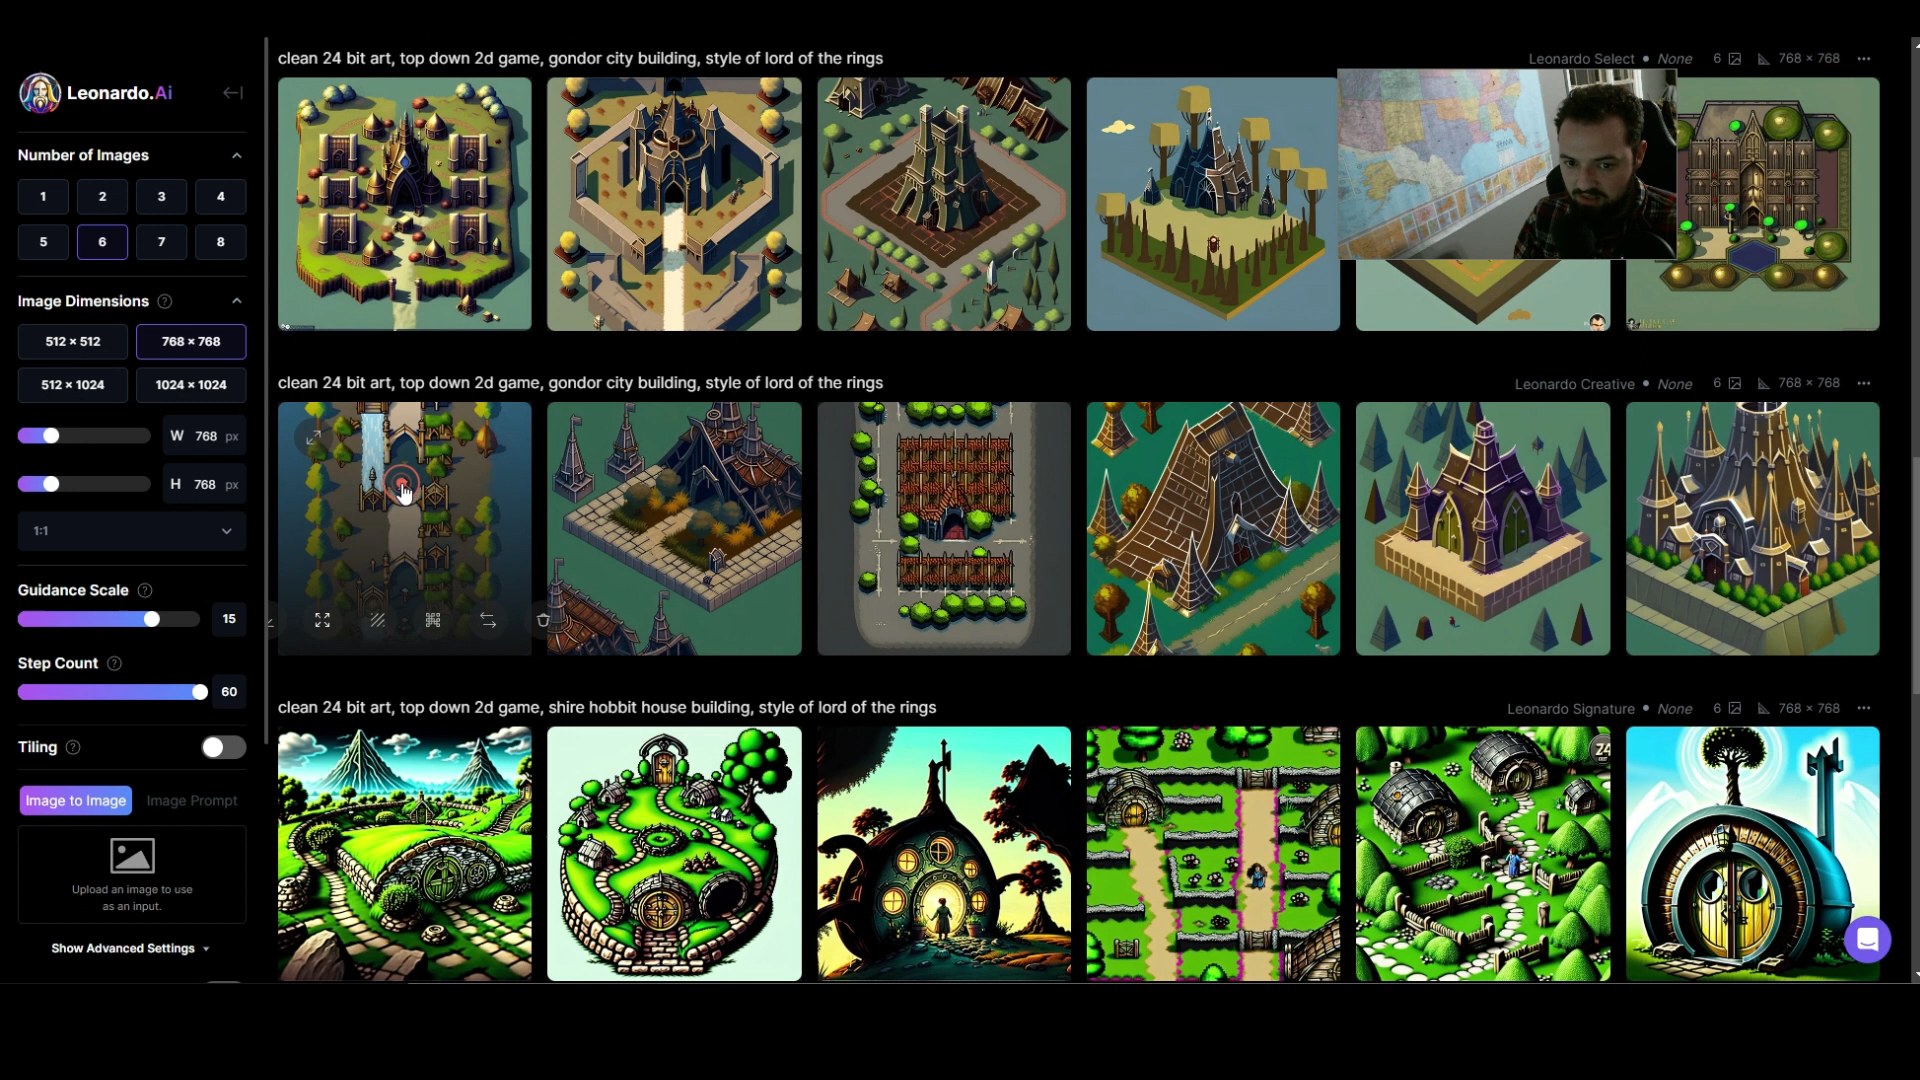 clean 24 bit art, top down 2d game, gondor city building, style of lord of the rings
Leonardo Select • None 6 768 × 768
Leonardo.Ai
Number of Images
1 2 3 4
5 6 7 8
Image Dimensions
512 × 512 768 × 768
512 × 1024 1024 × 1024
W 768 px
H 768 px
1:1
Guidance Scale
15
Step Count
60
Tiling
Image to Image Image Prompt
Upload an image to use
as an input.
Show Advanced Settings
clean 24 bit art, top down 2d game, gondor city building, style of lord of the rings
Leonardo Creative • None 6 768 × 768
clean 24 bit art, top down 2d game, shire hobbit house building, style of lord of the rings
Leonardo Signature • None 6 768 × 768